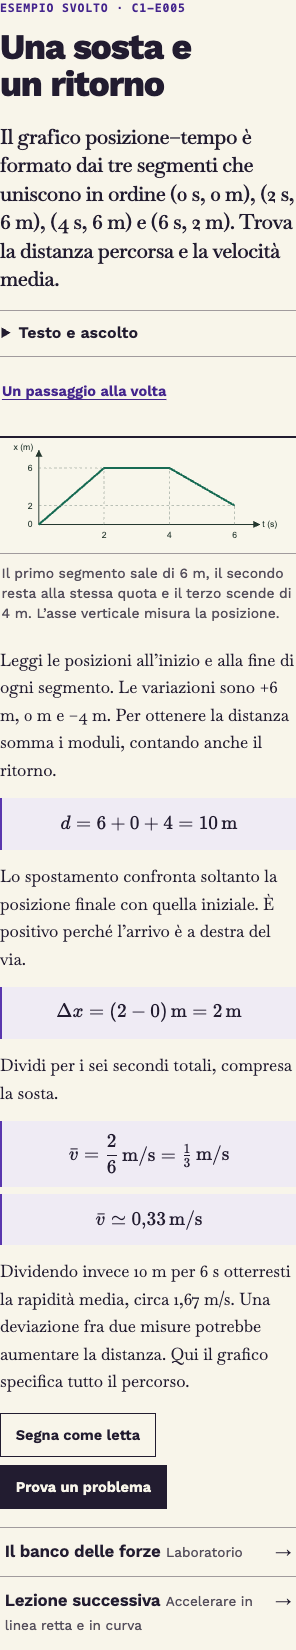 ESEMPIO SVOLTO · C1–E005
Una sosta e
un ritorno
Il grafico posizione–tempo è
formato dai tre segmenti che
uniscono in ordine (0 s, 0 m), (2 s,
6 m), (4 s, 6 m) e (6 s, 2 m). Trova
la distanza percorsa e la velocità
media.
▶ Testo e ascolto
Un passaggio alla volta
x (m)
6
2
0
t (s)
2 4 6
Il primo segmento sale di 6 m, il secondo
resta alla stessa quota e il terzo scende di
4 m. L’asse verticale misura la posizione.
Leggi le posizioni all’inizio e alla fine di
ogni segmento. Le variazioni sono +6
m, 0 m e −4 m. Per ottenere la distanza
somma i moduli, contando anche il
ritorno.
d = 6 + 0 + 4 = 10 m
Lo spostamento confronta soltanto la
posizione finale con quella iniziale. È
positivo perché l’arrivo è a destra del
via.
Δx = (2 − 0) m = 2 m
Dividi per i sei secondi totali, compresa
la sosta.
v̄ = 2/6 m/s = 1/3 m/s
v̄ ≃ 0,33 m/s
Dividendo invece 10 m per 6 s otterresti
la rapidità media, circa 1,67 m/s. Una
deviazione fra due misure potrebbe
aumentare la distanza. Qui il grafico
specifica tutto il percorso.
Segna come letta
Prova un problema
Il banco delle forze Laboratorio →
Lezione successiva Accelerare in →
linea retta e in curva